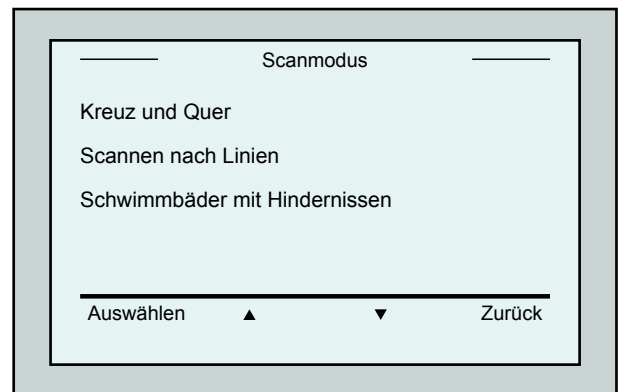 Scanmodus
Kreuz und Quer
Scannen nach Linien
Schwimmbäder mit Hindernissen
Auswählen ▲ ▼ Zurück